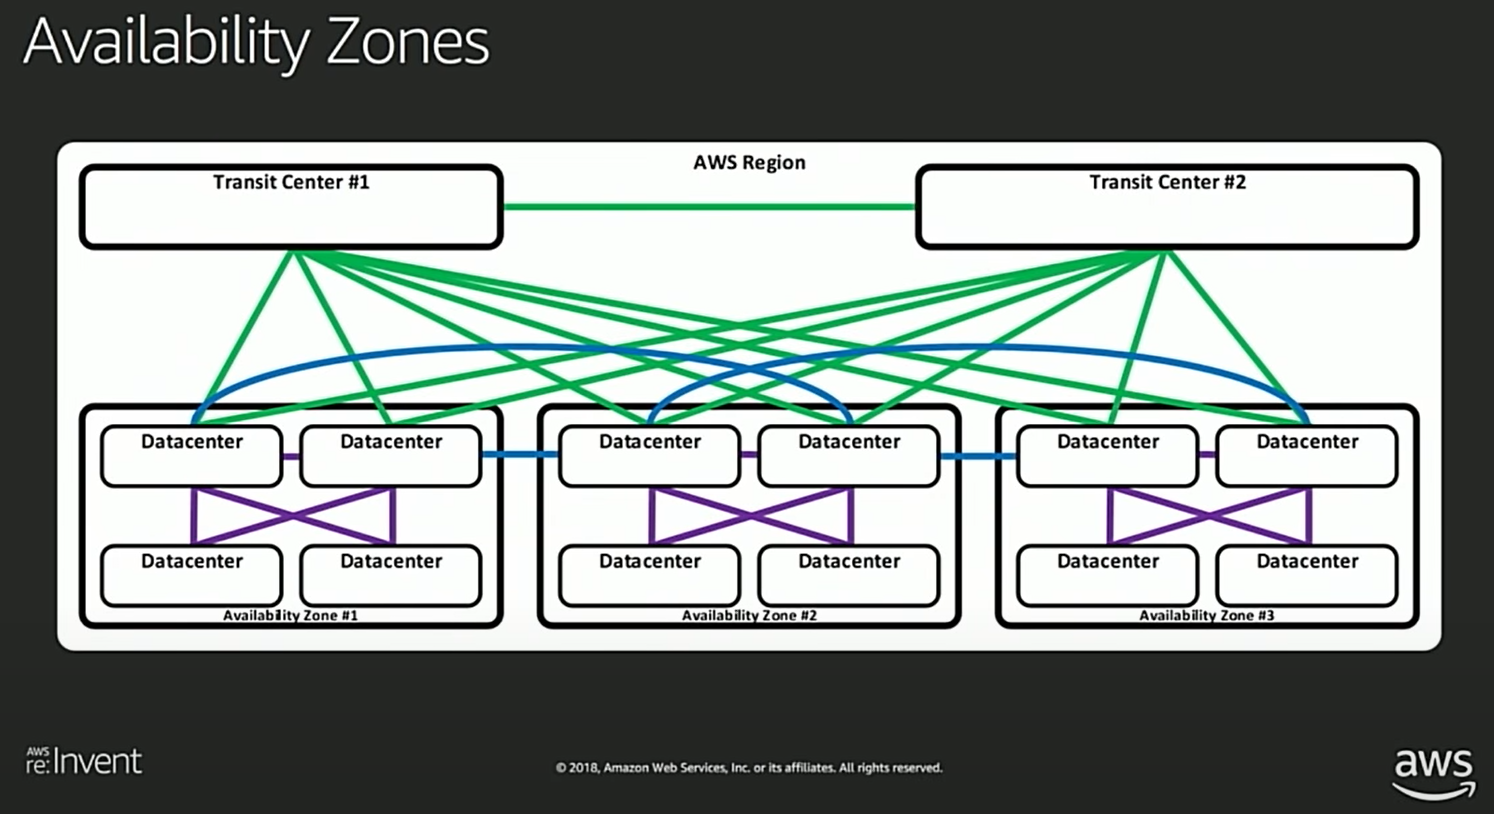 Availability Zones
AWS Region
Transit Center #1
Transit Center #2
Datacenter
Datacenter
Datacenter
Datacenter
Datacenter
Datacenter
Datacenter
Datacenter
Datacenter
Datacenter
Datacenter
Datacenter
Availability Zone #1
Availability Zone #2
Availability Zone #3
AWS
re:Invent
© 2018, Amazon Web Services, Inc. or its affiliates. All rights reserved.
aws